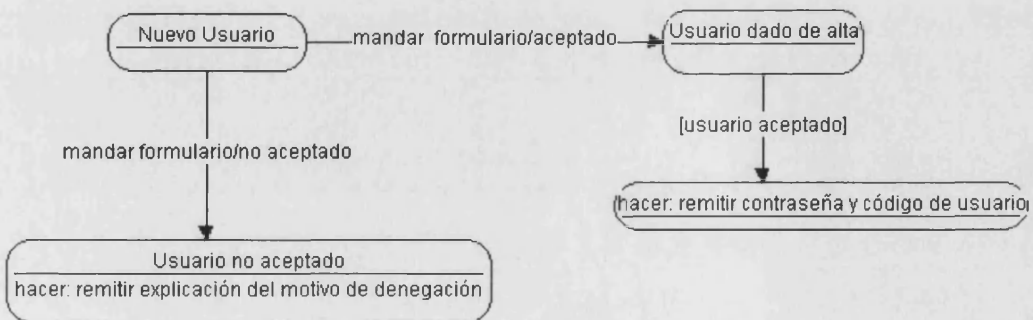 Nuevo Usuario
mandar formulario/aceptado
Usuario dado de alta
[usuario aceptado]
mandar formulario/no aceptado
hacer: remitir contraseña y código de usuario
Usuario no aceptado
hacer: remitir explicación del motivo de denegación